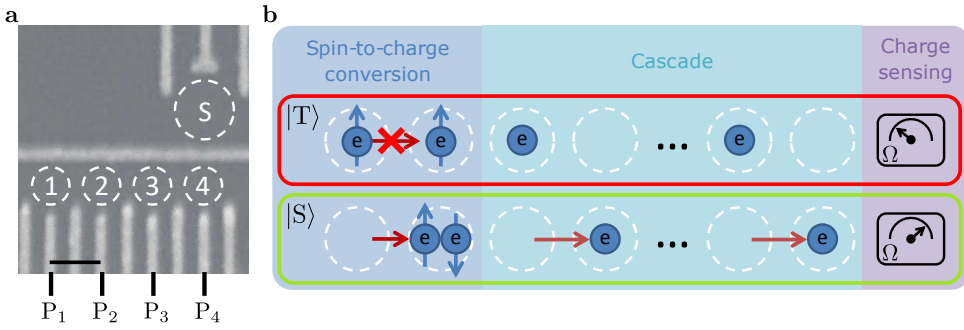 a
S
1 2 3 4
P₁ P₂ P₃ P₄
b
Spin-to-charge
conversion
Cascade
Charge
sensing
|T⟩
e e e ... e
Ω
|S⟩
e e e ... e
Ω